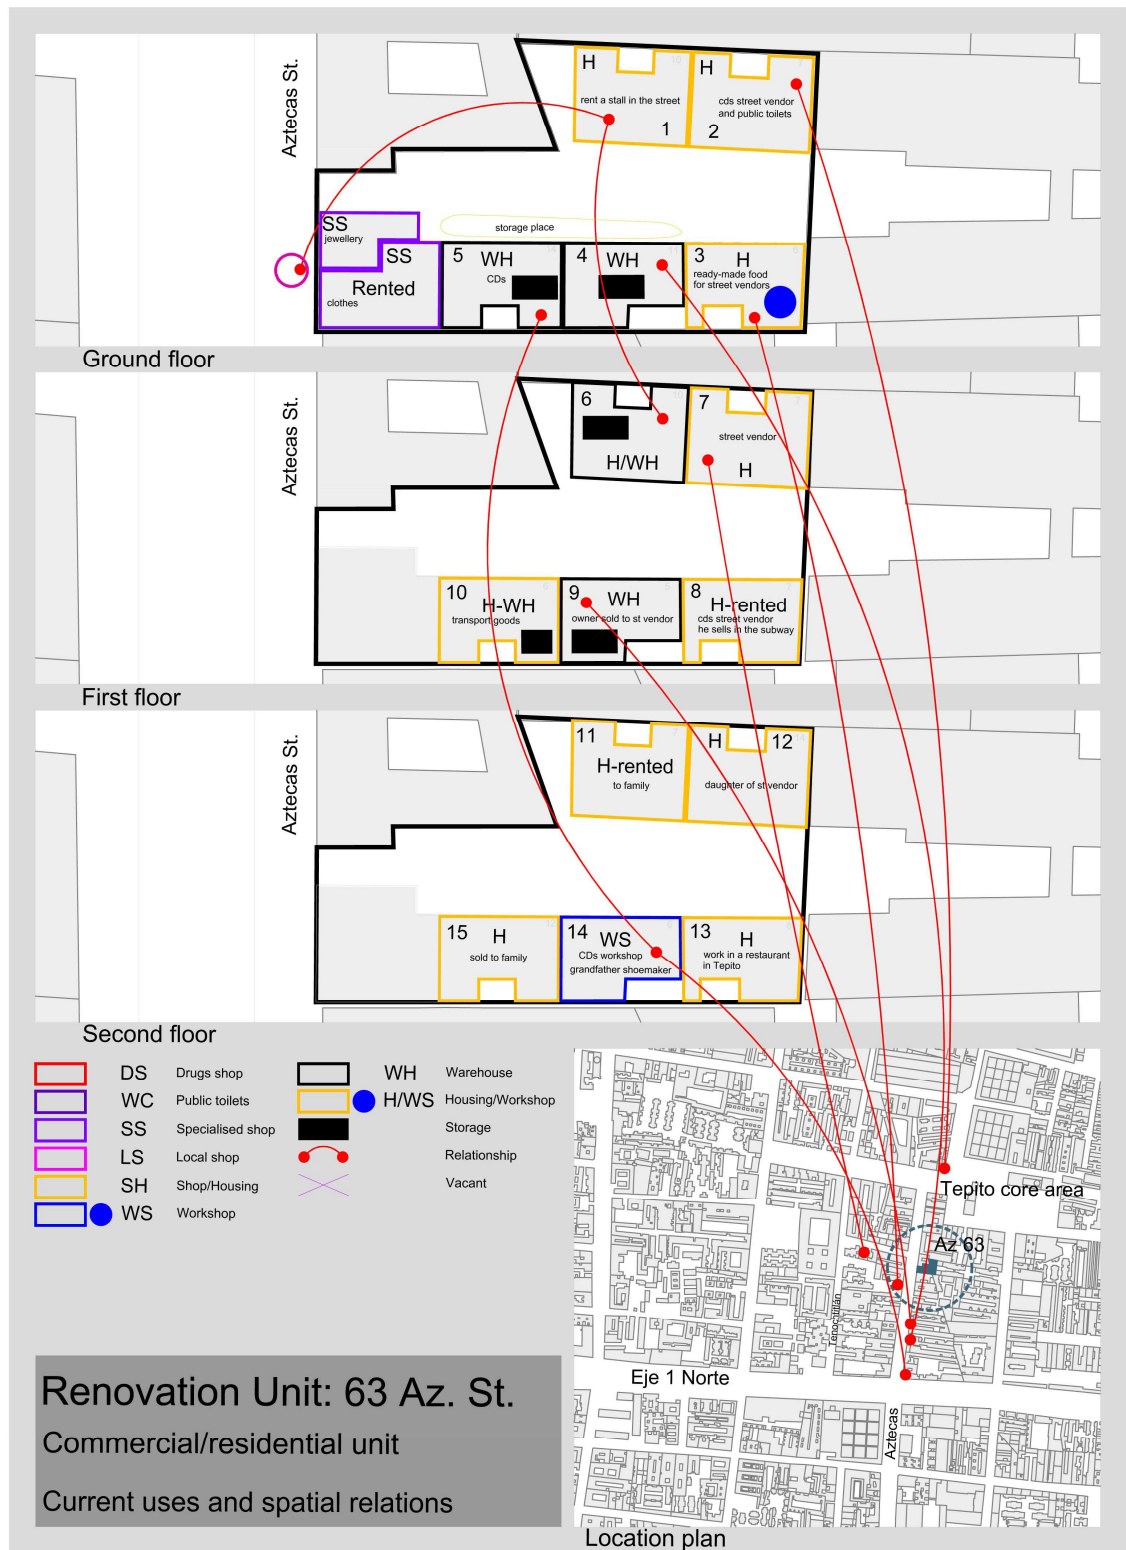 Aztecas St.
H
rent a stall in the street
1
H
cds street vendor
and public toilets
2
SS
jewellery
SS
Rented
clothes
storage place
5
WH
CDs
4
WH
3
H
ready-made food
for street vendors
Ground floor
Aztecas St.
6
H/WH
7
street vendor
H
10
H-WH
transport goods
9
WH
owner sold to st vendor
8
H-rented
cds street vendor
he sells in the subway
First floor
Aztecas St.
11
H-rented
to family
H
12
daughter of st vendor
15
H
sold to family
14
WS
CDs workshop
grandfather shoemaker
13
H
work in a restaurant
in Tepito
Second floor
DS Drugs shop
WC Public toilets
SS Specialised shop
LS Local shop
SH Shop/Housing
WS Workshop
WH Warehouse
H/WS Housing/Workshop
Storage
Relationship
Vacant
Tepito core area
Az 63
Tenochtitlán
Eje 1 Norte
Aztecas
Location plan
Renovation Unit: 63 Az. St.
Commercial/residential unit
Current uses and spatial relations